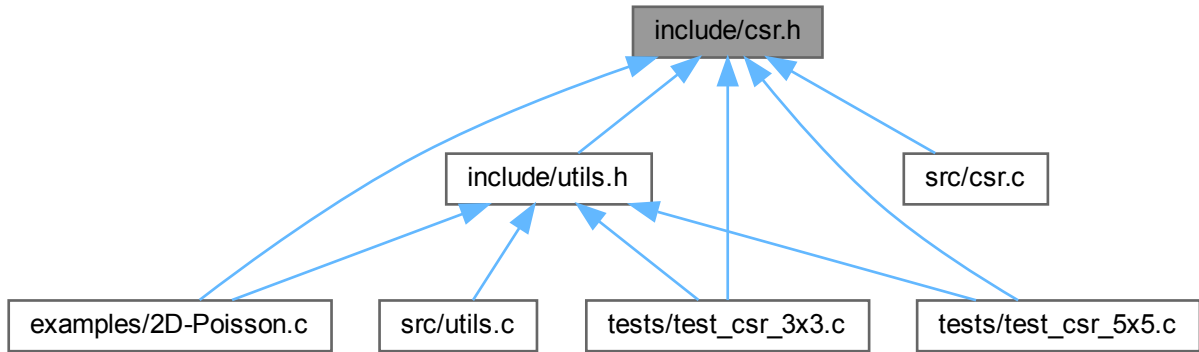 include/csr.h
include/utils.h
src/csr.c
examples/2D-Poisson.c
src/utils.c
tests/test_csr_3x3.c
tests/test_csr_5x5.c